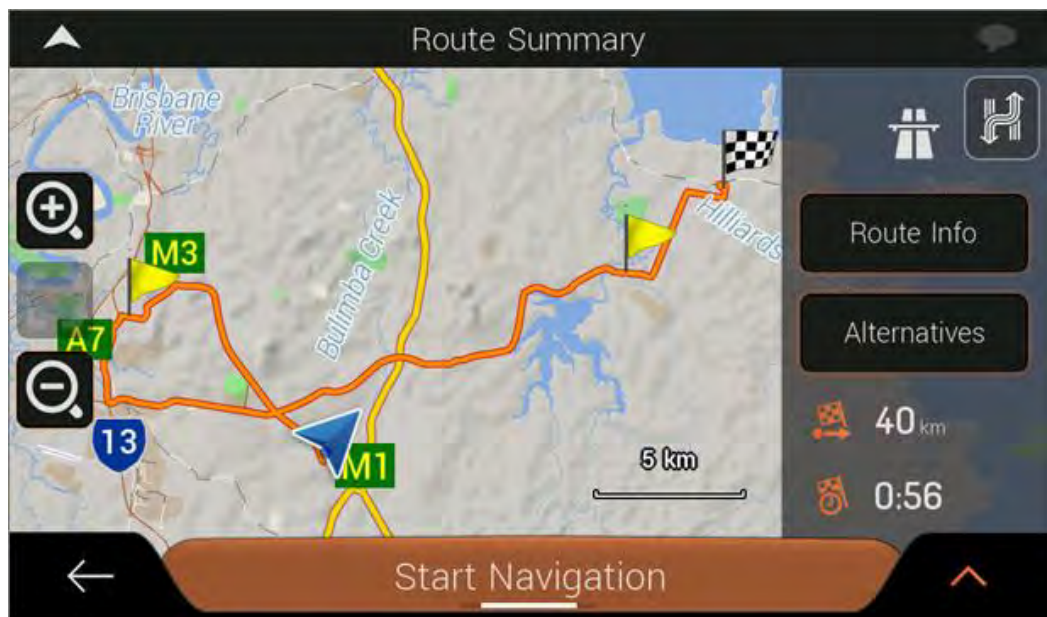 Route Summary
Brisbane
River
M3
A7
13
Bulimba Creek
M1
Hilliards
5 km
Route Info
Alternatives
40 km
0:56
Start Navigation